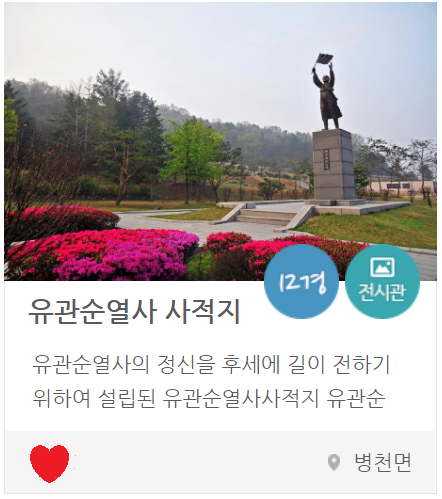 12경
전시관
유관순열사 사적지
유관순열사의 정신을 후세에 길이 전하기
위하여 설립된 유관순열사사적지 유관순
병천면